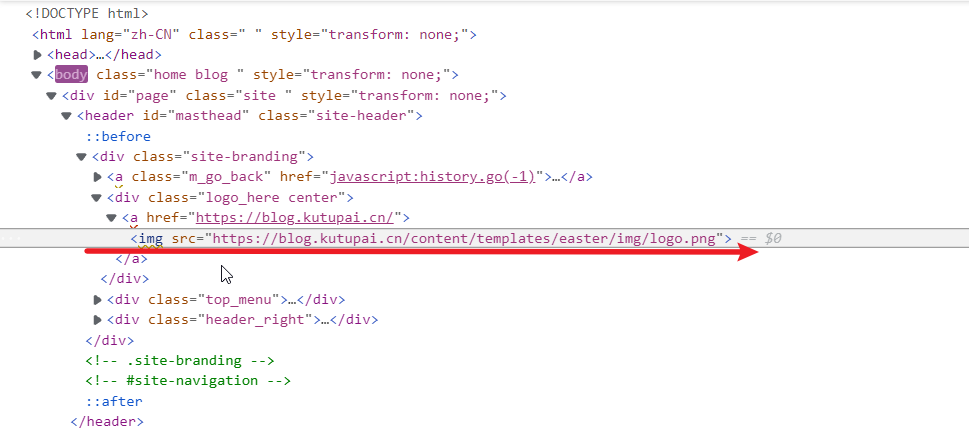 <!DOCTYPE html>
<html lang="zh-CN" class=" " style="transform: none;">
<head>…</head>
<body class="home blog " style="transform: none;">
<div id="page" class="site " style="transform: none;">
<header id="masthead" class="site-header">
::before
<div class="site-branding">
<a class="m_go_back" href="javascript:history.go(-1)">…</a>
<div class="logo_here center">
<a href="https://blog.kutupai.cn/">
<img src="https://blog.kutupai.cn/content/templates/easter/img/logo.png"> == $0
</a>
</div>
<div class="top_menu">…</div>
<div class="header_right">…</div>
</div>
<!-- .site-branding -->
<!-- #site-navigation -->
::after
</header>